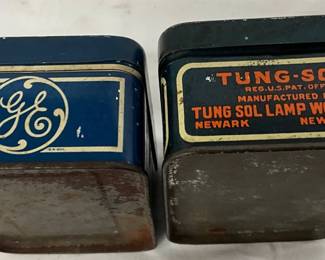 GE
TUNG-SO
REG.U.S.PAT.OFF
MANUFACTURED
TUNG SOL LAMP W
NEWARK NEW